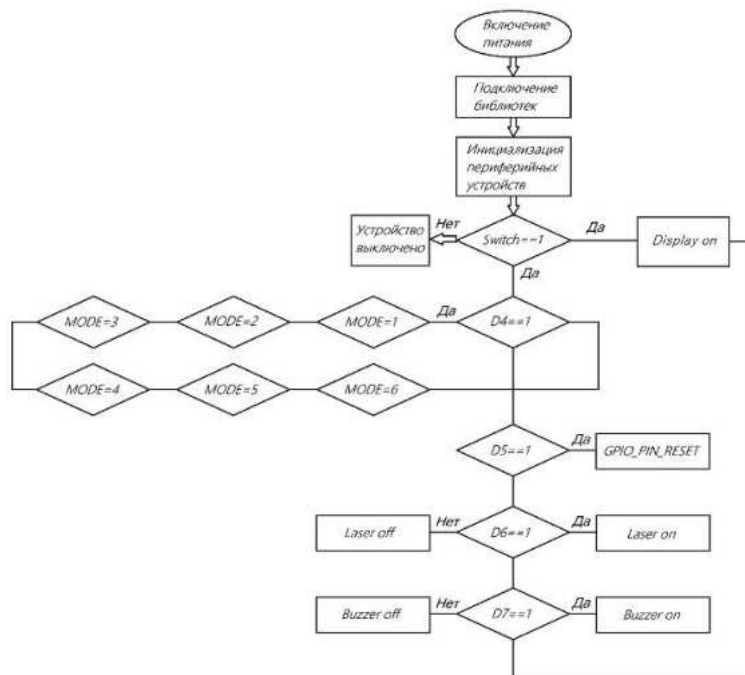 Включение
питания
Подключение
библиотек
Инициализация
периферийных
устройств
Устройство
выключено
Нет
Switch==1
Да
Display on
Да
MODE=3
MODE=2
MODE=1
Да
D4==1
MODE=4
MODE=5
MODE=6
D5==1
Да
GPIO_PIN_RESET
Laser off
Нет
D6==1
Да
Laser on
Buzzer off
Нет
D7==1
Да
Buzzer on